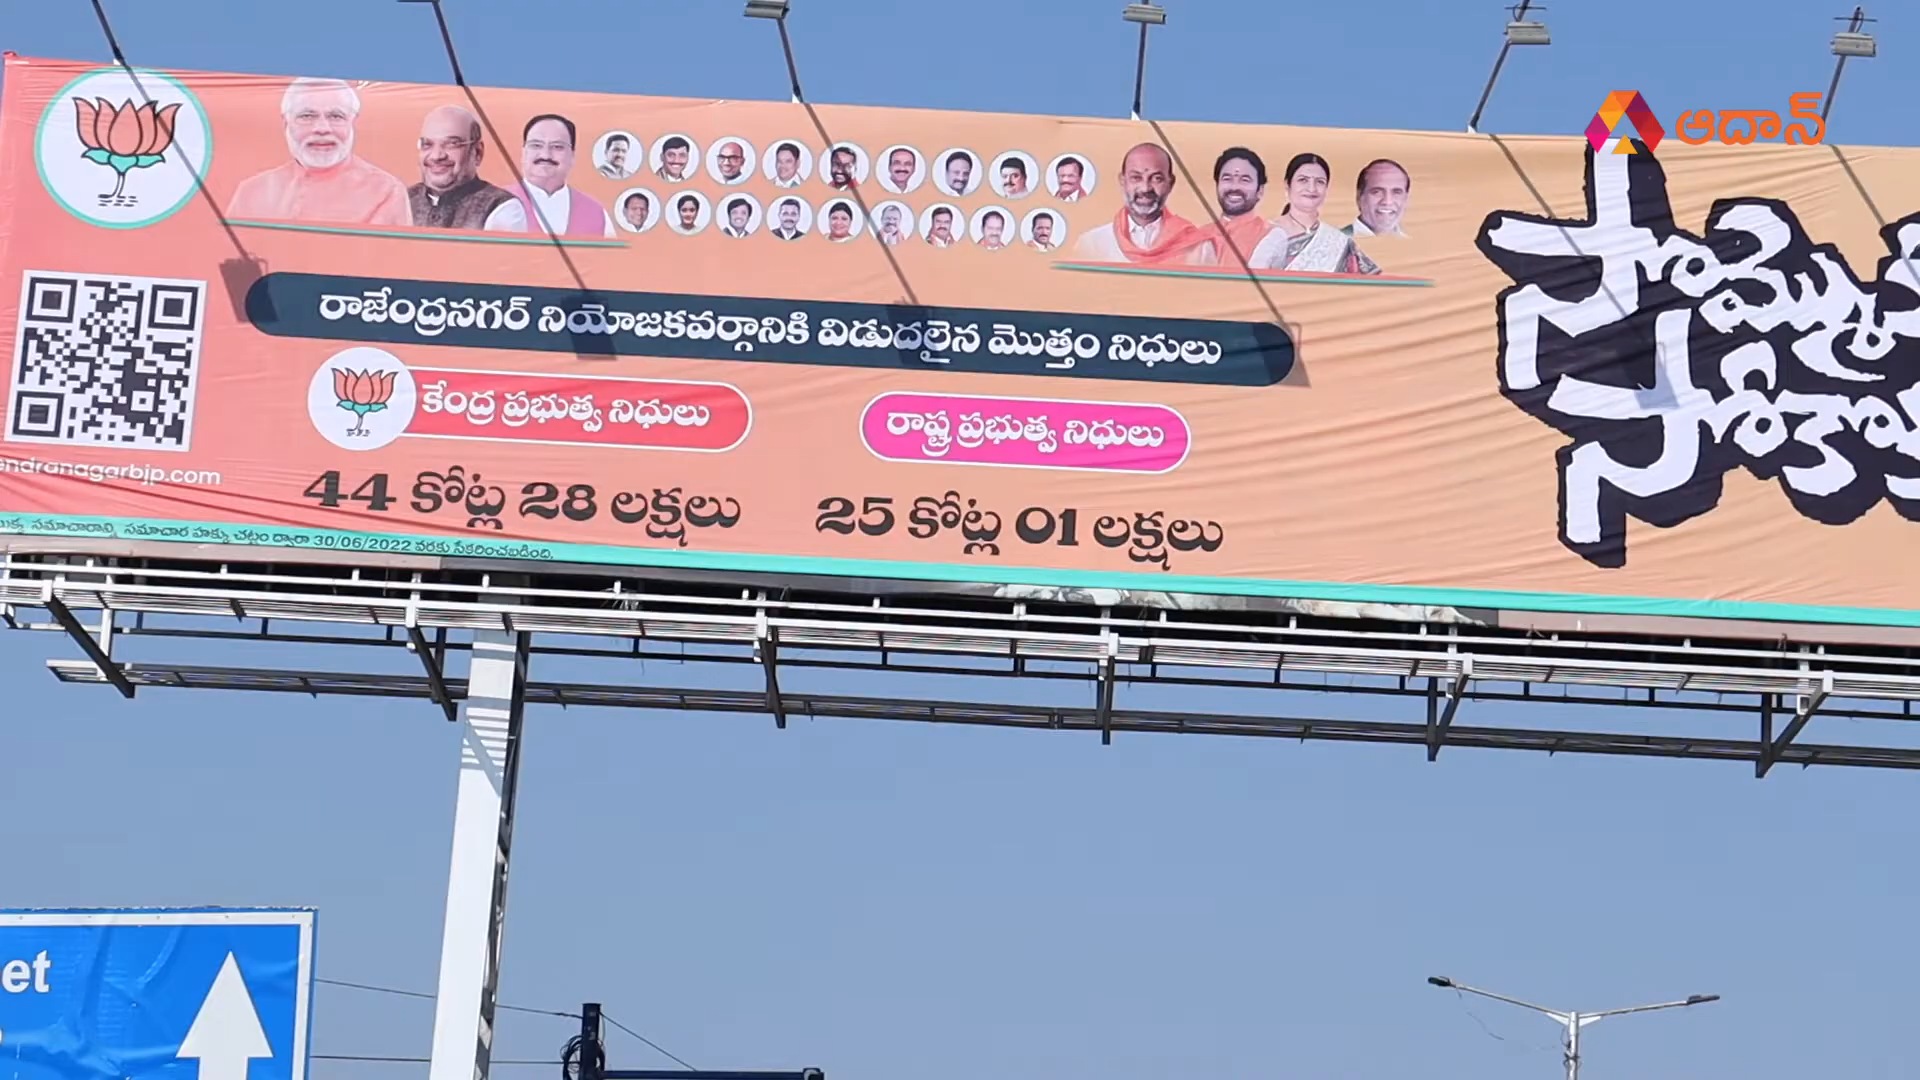 ఆదాన్
రాజేంద్రనగర్ నియోజకవర్గానికి విడుదలైన మొత్తం నిధులు
కేంద్ర ప్రభుత్వ నిధులు
రాష్ట్ర ప్రభుత్వ నిధులు
44 కోట్ల 28 లక్షలు
25 కోట్ల 01 లక్షలు
endranagarbjp.com
సమాచారాన్ని, సమాచార హక్కు చట్టం ద్వారా 30/06/2022 వరకు సేకరించబడింది.
et